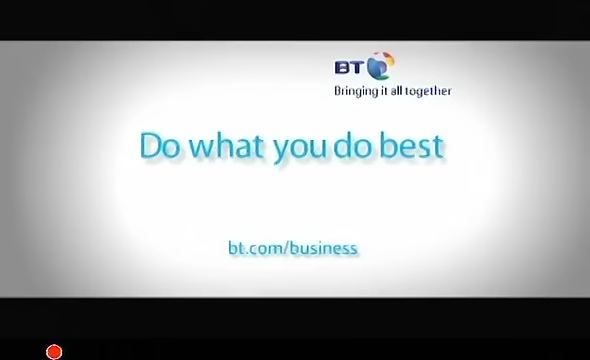 BT
Bringing it all together
Do what you do best
bt.com/business